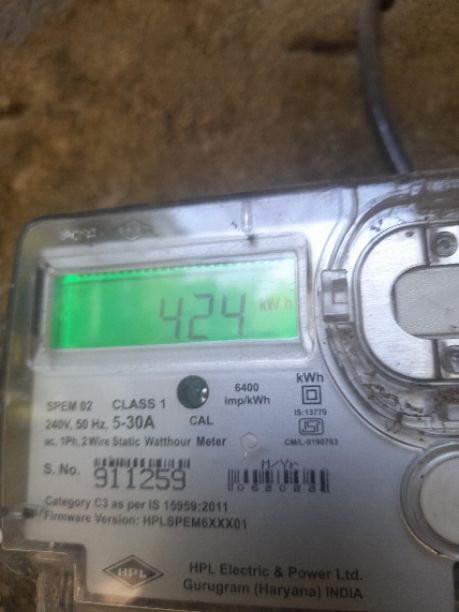 424 kWh
6400
imp/kWh
kWh
SPEM 02 CLASS 1
CAL
IS:13779
240V, 50 Hz, 5-30A
ac, 1Ph, 2 Wire Static Watthour Meter
CM/L-9190753
M/Yr
S. No. 911259
Category C3 as per IS 15959:2011
Firmware Version: HPLSPEM6XXX01
HPL
HPL Electric & Power Ltd.
Gurugram (Haryana) INDIA